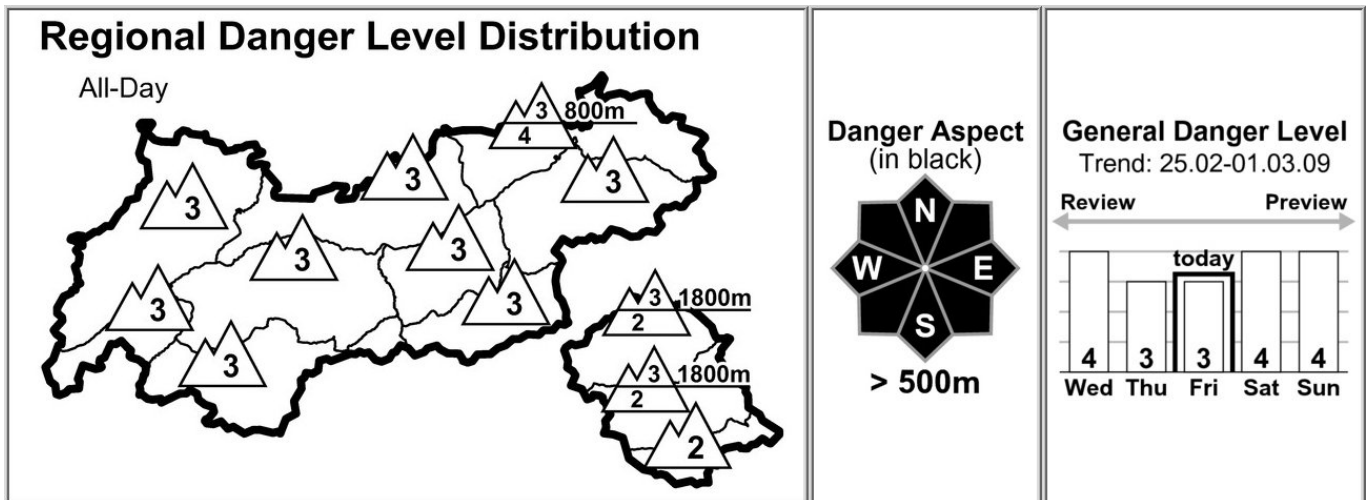 Regional Danger Level Distribution
All-Day
3 800m
4
3
3
3
3
3
3
3
3
3 1800m
2
3 1800m
2
2
Danger Aspect
(in black)
N
W E
S
> 500m
General Danger Level
Trend: 25.02-01.03.09
Review Preview
today
4 3 3 4 4
Wed Thu Fri Sat Sun